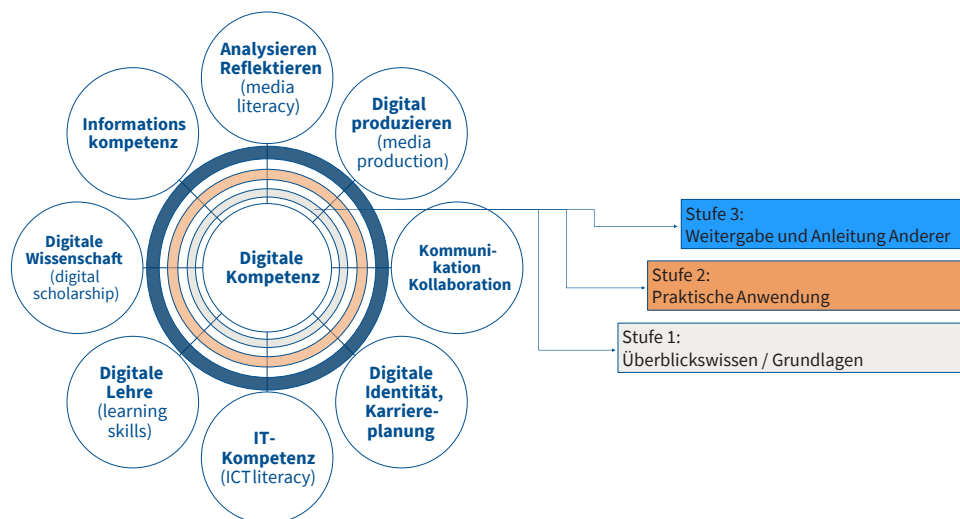 Analysieren
Reflektieren
(media
literacy)
Digital
produzieren
(media
production)
Informations
kompetenz
Digitale
Wissenschaft
(digital
scholarship)
Digitale
Kompetenz
Kommuni-
kation
Kollaboration
Digitale
Lehre
(learning
skills)
Digitale
Identität,
Karriere-
planung
IT-
Kompetenz
(ICT literacy)
Stufe 3:
Weitergabe und Anleitung Anderer
Stufe 2:
Praktische Anwendung
Stufe 1:
Überblickswissen / Grundlagen